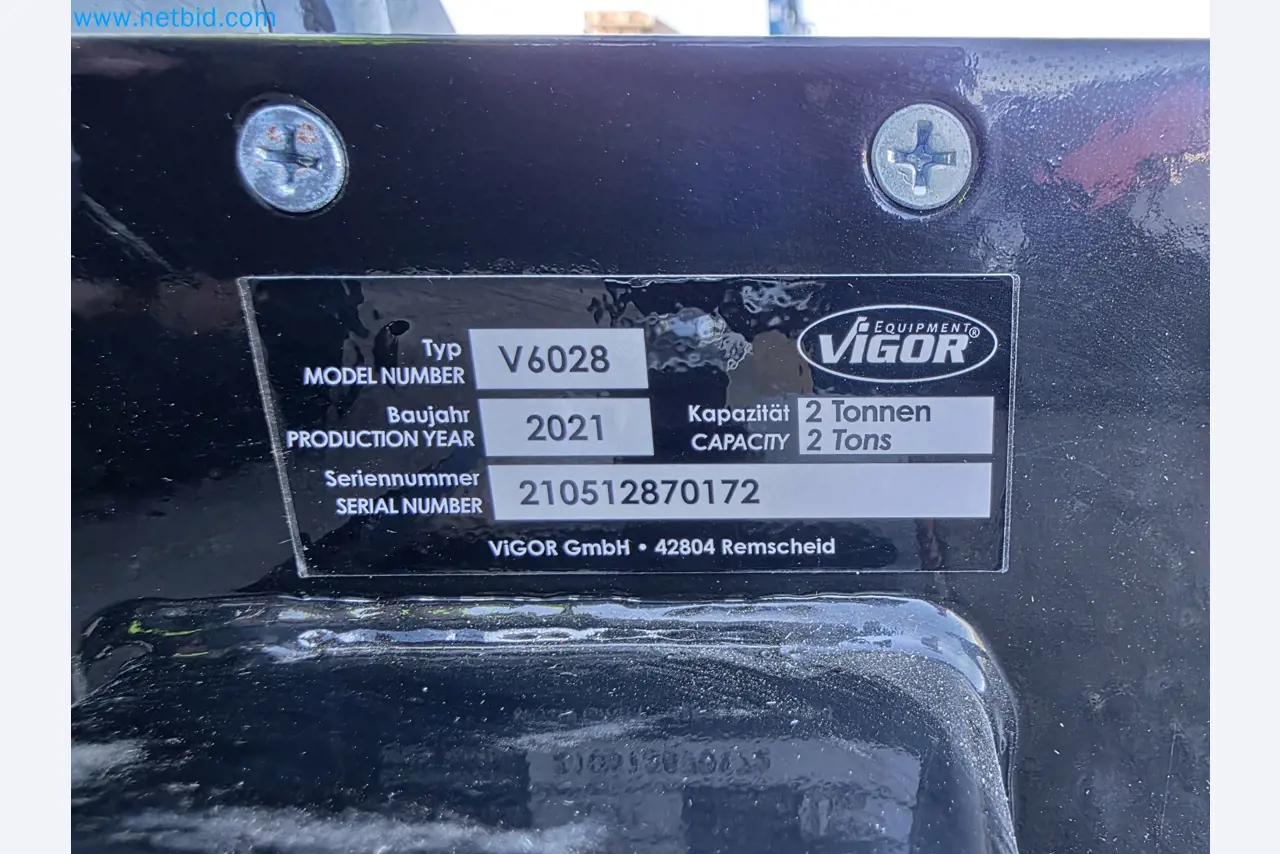 www.netbid.com
EQUIPMENT
ViGOR®
Typ
MODEL NUMBER
V6028
Baujahr
PRODUCTION YEAR
2021
Kapazität
CAPACITY
2 Tonnen
2 Tons
Seriennummer
SERIAL NUMBER
210512870172
ViGOR GmbH • 42804 Remscheid